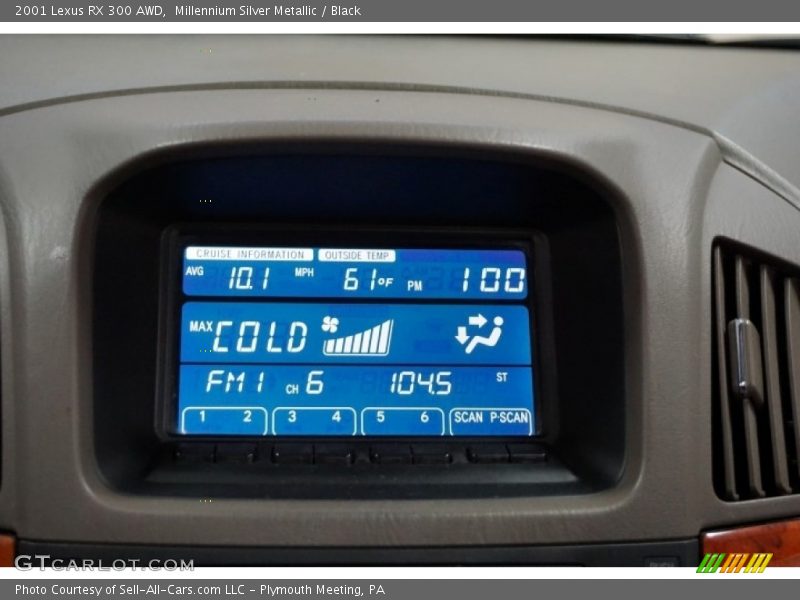 2001 Lexus RX 300 AWD,  Millennium Silver Metallic / Black
CRUISE INFORMATION OUTSIDE TEMP
AVG 10.1 MPH 61°F PM 1:00
MAX COLD
FM1 CH 6 104.5 ST
1 2 3 4 5 6 SCAN P·SCAN
GTCARLOT.COM
Photo Courtesy of Sell-All-Cars.com LLC - Plymouth Meeting, PA